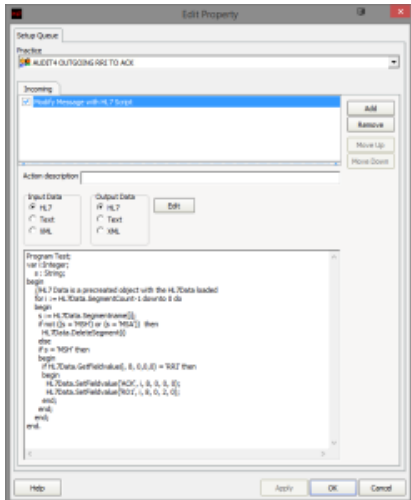 Edit Property
Setup Queue
Practice
AUDIT4 OUTGOING RRI TO ACK
Incoming
Modify Message with HL7 Script
Add
Remove
Move Up
Move Down
Action description
Input Data
HL7
Text
XML
Output Data
HL7
Text
XML
Edit
Program Test;
var i:Integer;
s : String;
begin
//HL7 Data is a precreated object with the HL7Data loaded
for i := HL7Data.SegmentCount-1 downto 0 do
begin
s := HL7Data.Segmentname[i];
if not ((s = 'MSH') or (s = 'MSA')) then
HL7Data.DeleteSegment(i)
else
if s = 'MSH' then
begin
if HL7Data.GetFieldvalue(i, 8, 0,0,0) = 'RRI' then
begin
HL7Data.SetFieldvalue('ACK', i, 8, 0, 0, 0);
HL7Data.SetFieldvalue('R01', i, 8, 0, 2, 0);
end;
end;
end;
end.
Help
Apply
OK
Cancel